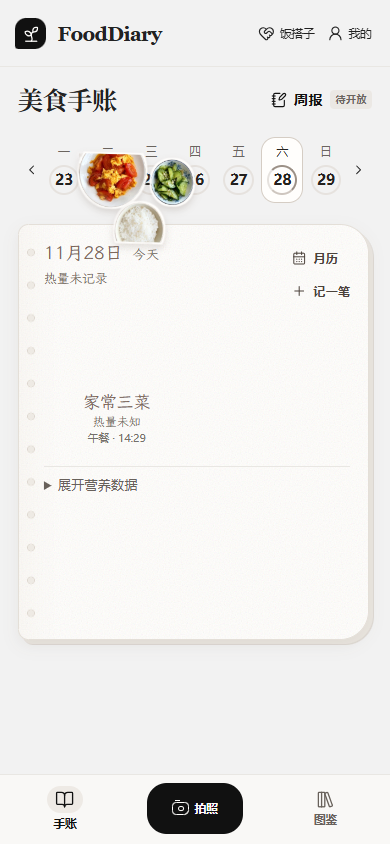 FoodDiary
饭搭子
我的
美食手账
周报
待开放
一 三 四 五 六 日
23 27 28 29
11月28日 今天
月历
热量未记录
记一笔
家常三菜
热量未知
午餐 · 14:29
展开营养数据
手账
拍照
图鉴